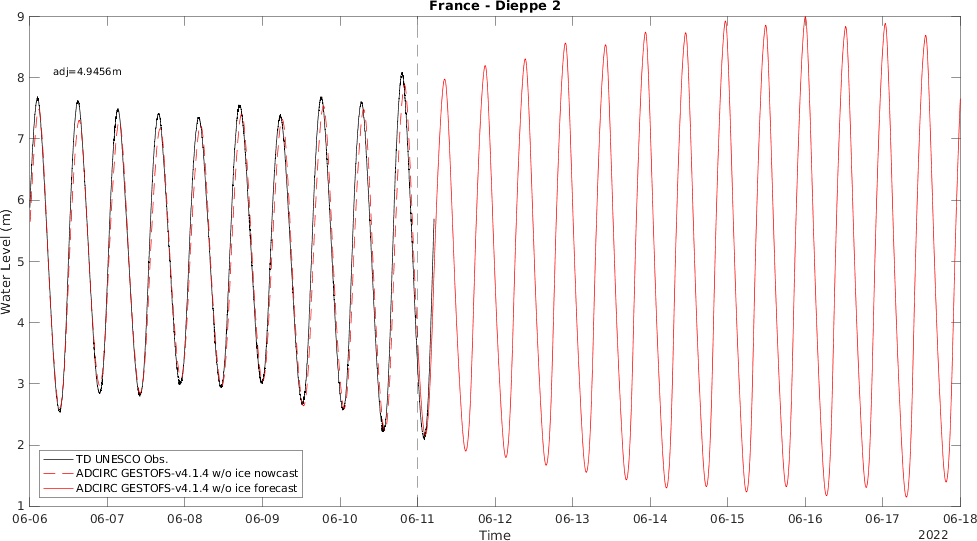 France - Dieppe 2
9
8
7
6
5
4
3
2
1
Water Level (m)
adj=4.9456m
TD UNESCO Obs.
ADCIRC GESTOFS-v4.1.4 w/o ice nowcast
ADCIRC GESTOFS-v4.1.4 w/o ice forecast
06-06 06-07 06-08 06-09 06-10 06-11 06-12 06-13 06-14 06-15 06-16 06-17 06-18
Time
2022